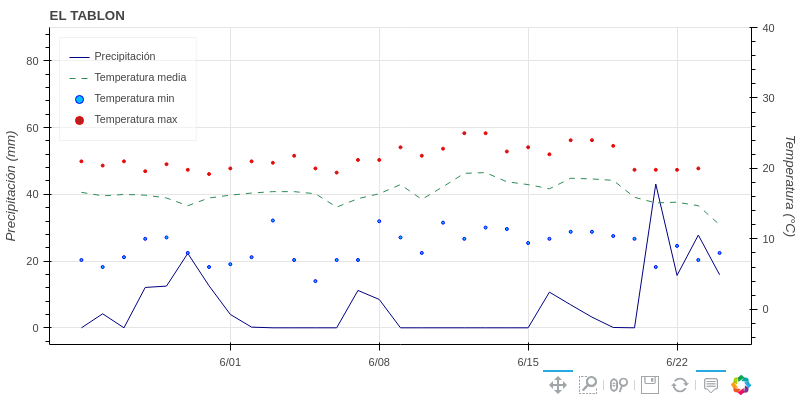 EL TABLON
Precipitación
Temperatura media
Temperatura min
Temperatura max
Precipitación (mm)
80
60
40
20
0
Temperatura (°C)
40
30
20
10
0
6/01 6/08 6/15 6/22